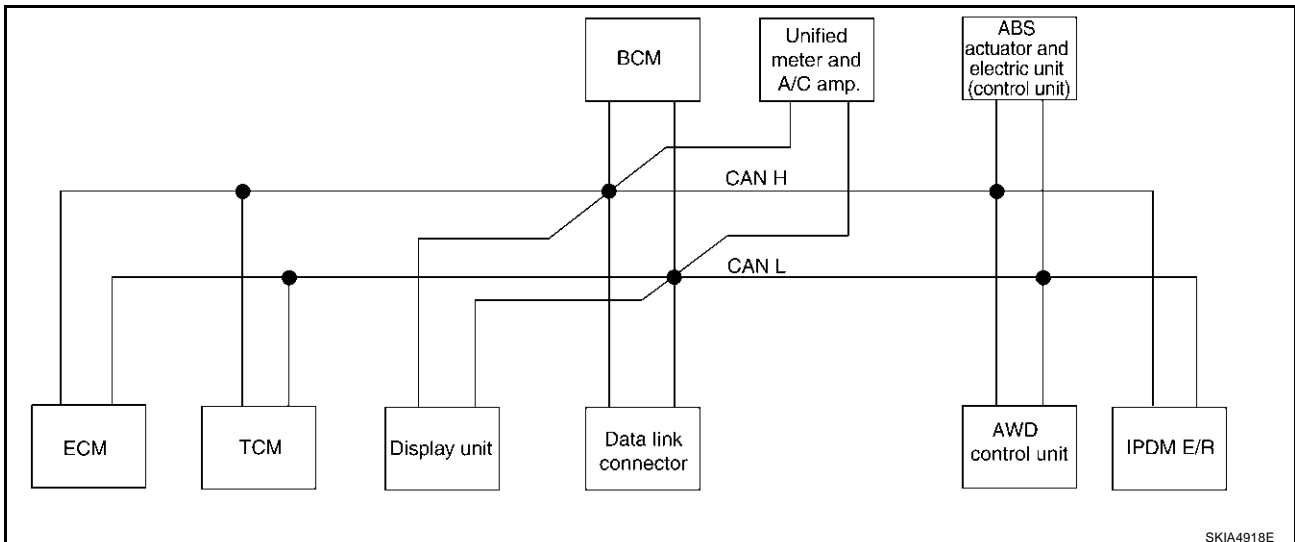 BCM
Unified
meter and
A/C amp.
ABS
actuator and
electric unit
(control unit)
CAN H
CAN L
ECM
TCM
Display unit
Data link
connector
AWD
control unit
IPDM E/R
SKIA4918E